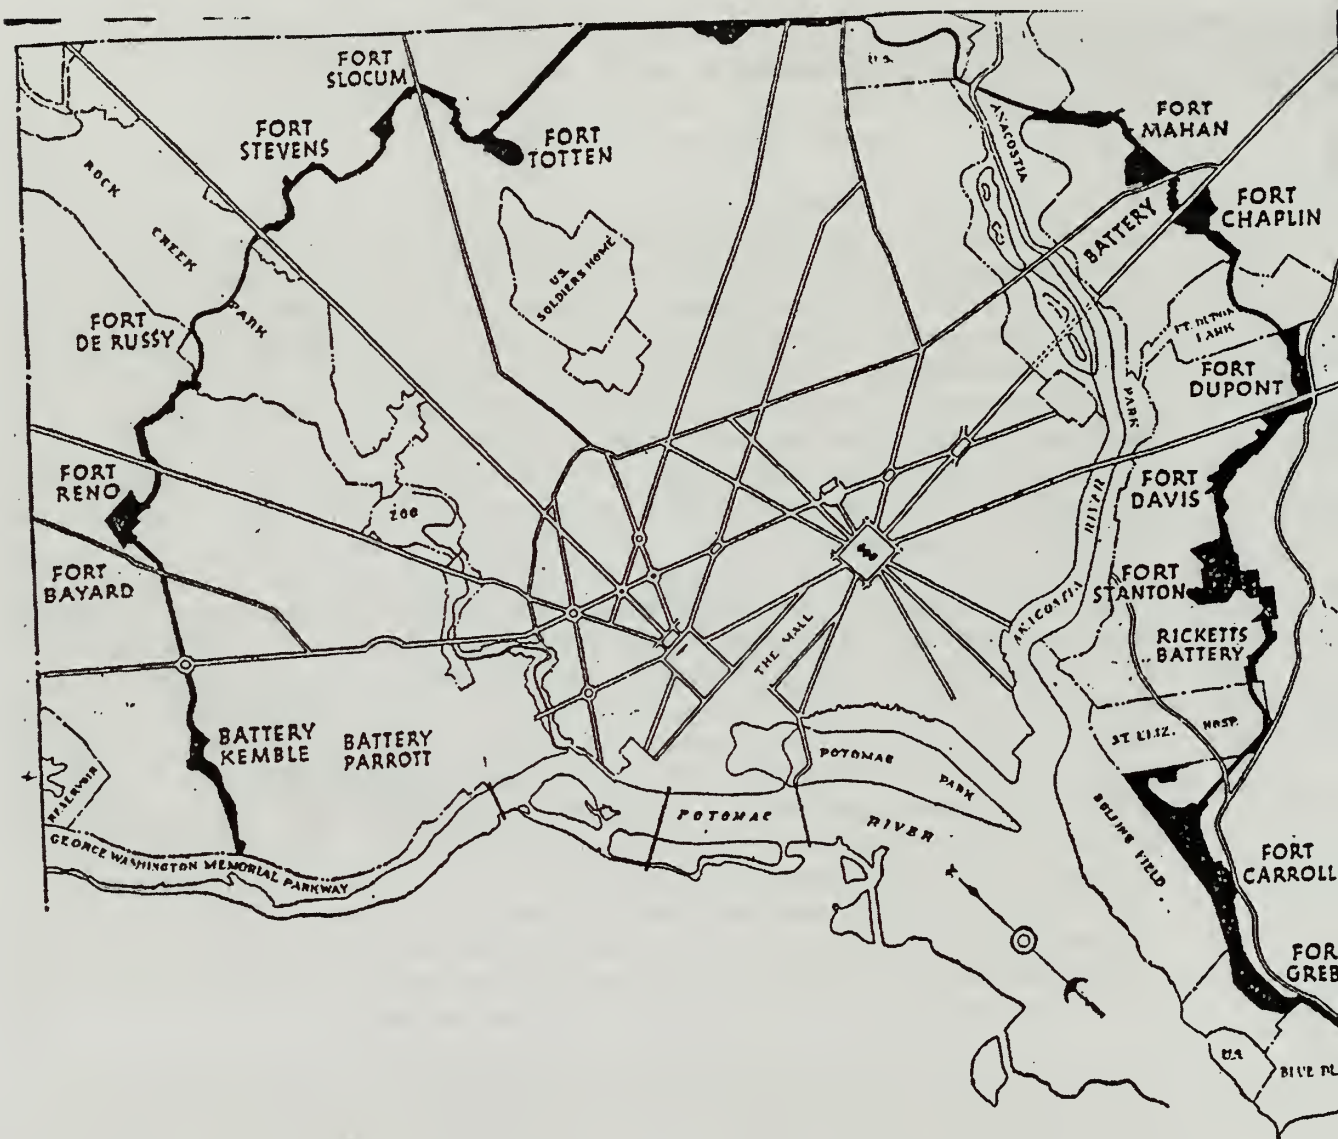 FORT
SLOCUM
U.S.
FORT
STEVENS
FORT
TOTTEN
ANACOSTIA
FORT
MAHAN
ROCK
CREEK
PARK
U.S.
SOLDIERS HOME
BATTERY
FORT
CHAPLIN
FORT
DE RUSSY
PARK
FORT
DUPONT
PARK
FORT
RENO
ZOO
FORT
DAVIS
RIVER
FORT
BAYARD
FORT
STANTON
ANACOSTIA
THE MALL
RICKETTS
BATTERY
BATTERY
KEMBLE
BATTERY
PARROTT
ST. ELIZ. HOSP.
RESERVOIR
POTOMAC
PARK
POTOMAC
RIVER
BOLLING FIELD
GEORGE WASHINGTON MEMORIAL PARKWAY
FORT
CARROLL
FOR
GREB
U.S.